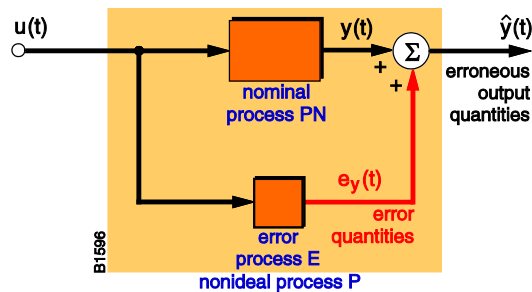 u(t)
y(t)
ŷ(t)
Σ
+
+
nominal
process PN
erroneous
output
quantities
e_y(t)
error
quantities
error
process E
nonideal process P
B1596